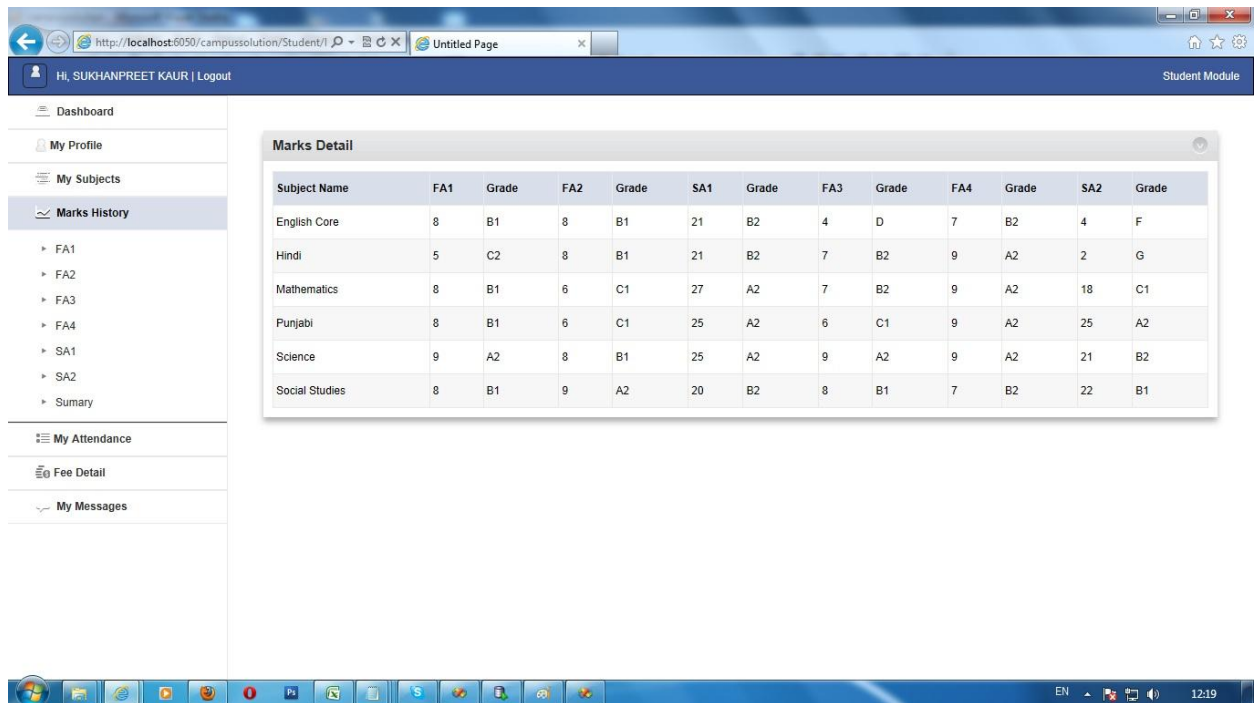 http://localhost:6050/campussolution/Student/I
Untitled Page
Hi, SUKHANPREET KAUR | Logout
Student Module
Dashboard
My Profile
My Subjects
Marks History
FA1
FA2
FA3
FA4
SA1
SA2
Sumary
My Attendance
Fee Detail
My Messages
Marks Detail
Subject Name FA1 Grade FA2 Grade SA1 Grade FA3 Grade FA4 Grade SA2 Grade
English Core 8 B1 8 B1 21 B2 4 D 7 B2 4 F
Hindi 5 C2 8 B1 21 B2 7 B2 9 A2 2 G
Mathematics 8 B1 6 C1 27 A2 7 B2 9 A2 18 C1
Punjabi 8 B1 6 C1 25 A2 6 C1 9 A2 25 A2
Science 9 A2 8 B1 25 A2 9 A2 9 A2 21 B2
Social Studies 8 B1 9 A2 20 B2 8 B1 7 B2 22 B1
Ps
EN
12:19